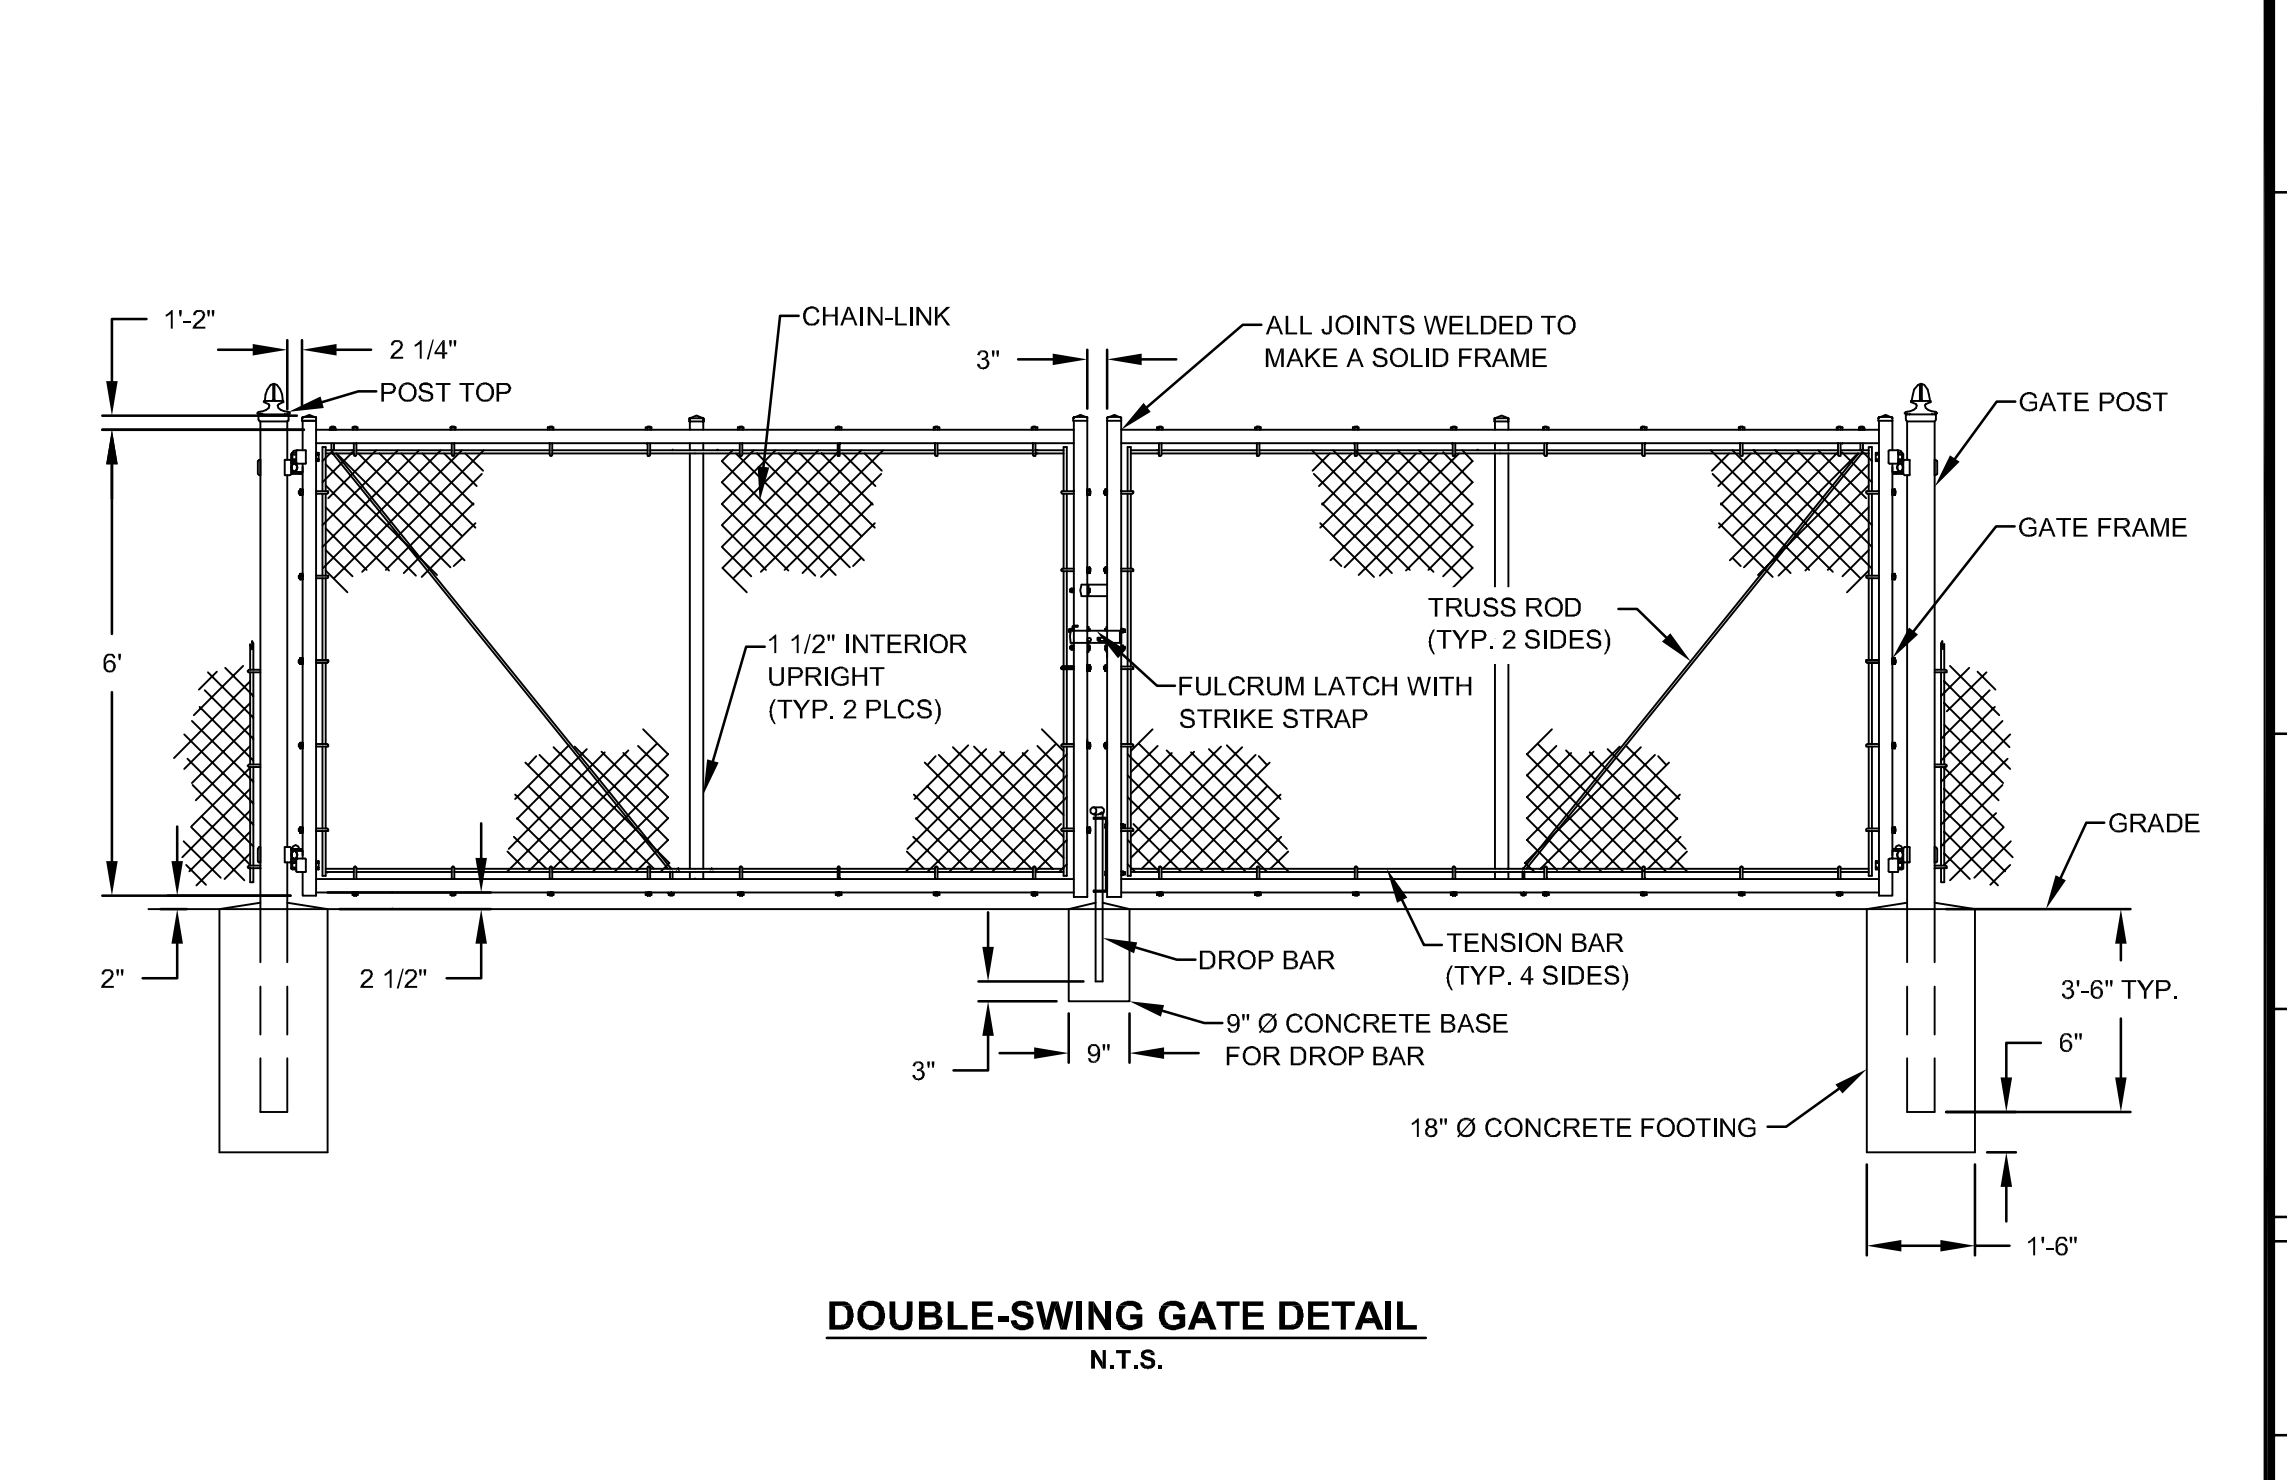 1'-2"
2 1/4"
POST TOP
CHAIN-LINK
3"
ALL JOINTS WELDED TO
MAKE A SOLID FRAME
GATE POST
GATE FRAME
6'
1 1/2" INTERIOR
UPRIGHT
(TYP. 2 PLCS)
TRUSS ROD
(TYP. 2 SIDES)
FULCRUM LATCH WITH
STRIKE STRAP
GRADE
2"
2 1/2"
DROP BAR
TENSION BAR
(TYP. 4 SIDES)
3'-6" TYP.
9" Ø CONCRETE BASE
FOR DROP BAR
9"
3"
6"
18" Ø CONCRETE FOOTING
1'-6"
DOUBLE-SWING GATE DETAIL
N.T.S.